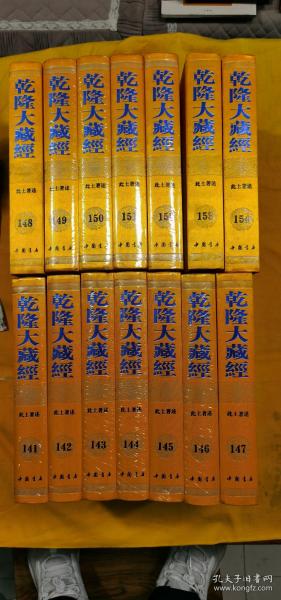 乾隆大藏經
此土著述
148
中國書店
乾隆大藏經
此土著述
149
中國書店
乾隆大藏經
此土著述
150
中國書店
乾隆大藏經
此土著述
151
中國書店
乾隆大藏經
此土著述
中國書店
乾隆大藏經
此土著述
153
中國書店
乾隆大藏經
此土著述
154
中國書店
乾隆大藏經
此土著述
141
中國書店
乾隆大藏經
此土著述
142
中國書店
乾隆大藏經
此土著述
143
中國書店
乾隆大藏經
此土著述
144
中國書店
乾隆大藏經
此土著述
145
中國書店
乾隆大藏經
此土著述
146
中國書店
乾隆大藏經
此土著述
147
中國書店
孔夫子旧书网
kongfz.com